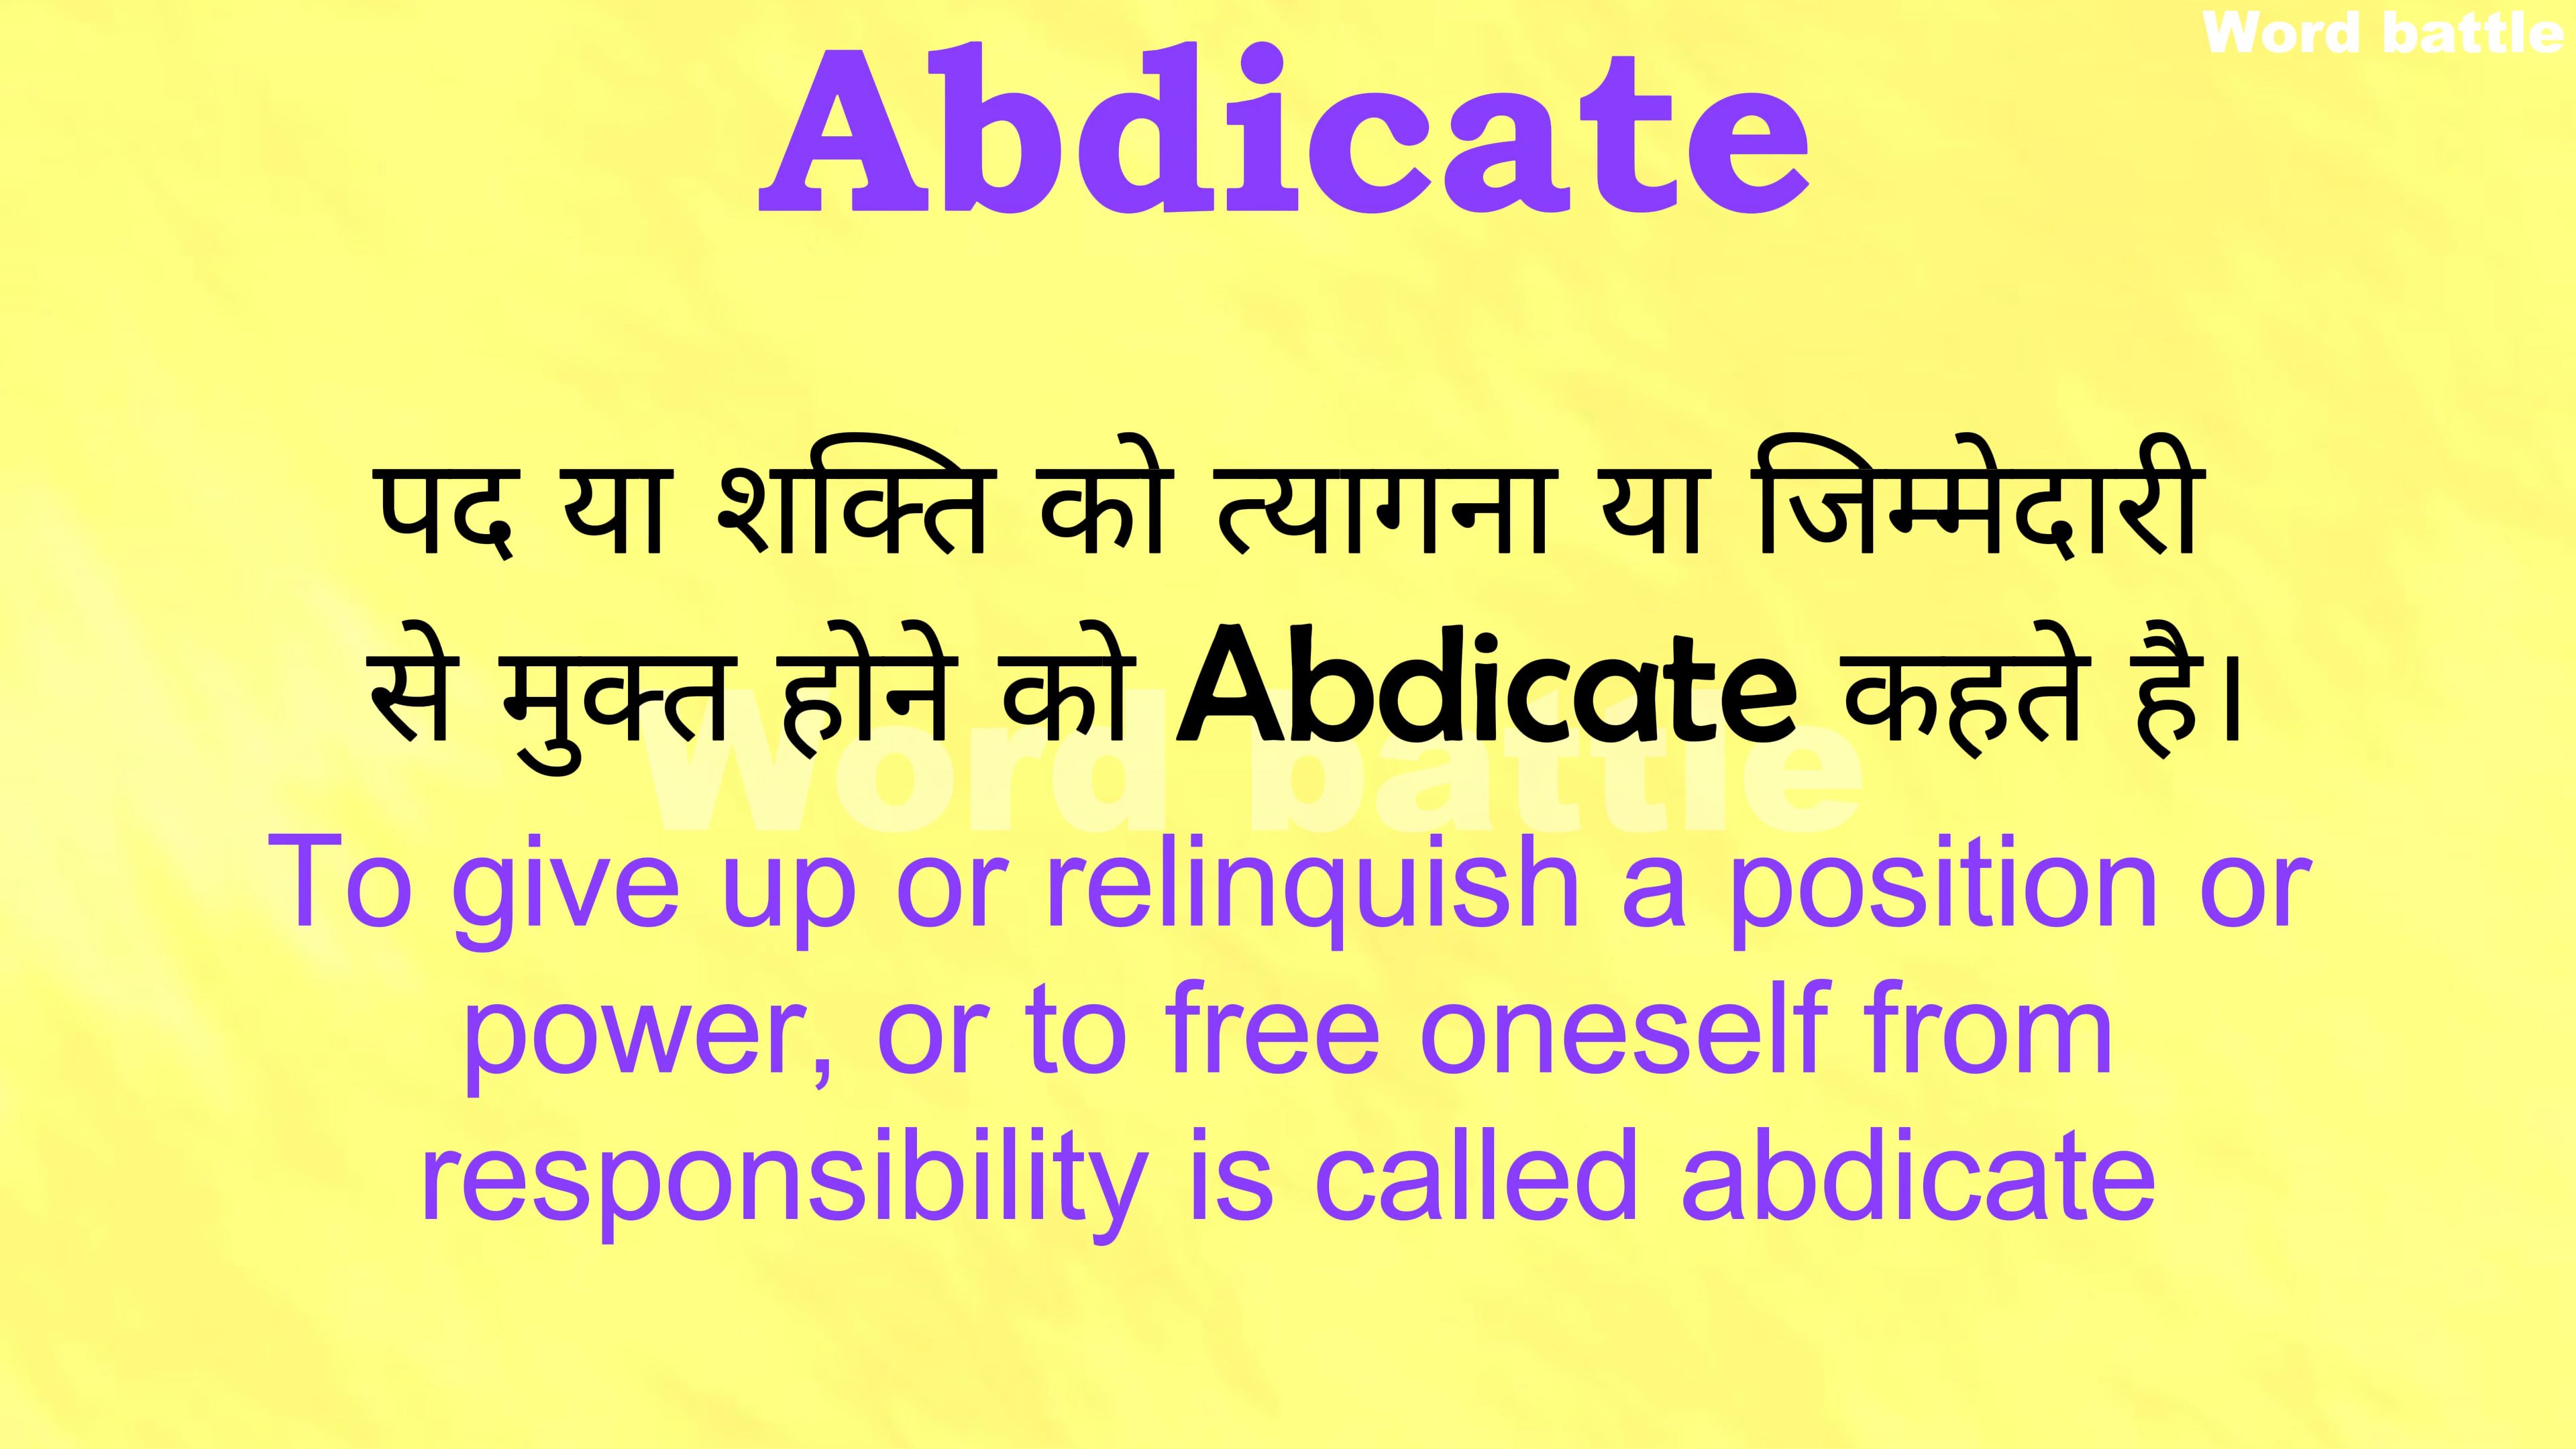 Word battle
Abdicate
पद या शक्ति को त्यागना या जिम्मेदारी
से मुक्त होने को Abdicate कहते है।
Word battle
To give up or relinquish a position or
power, or to free oneself from
responsibility is called abdicate